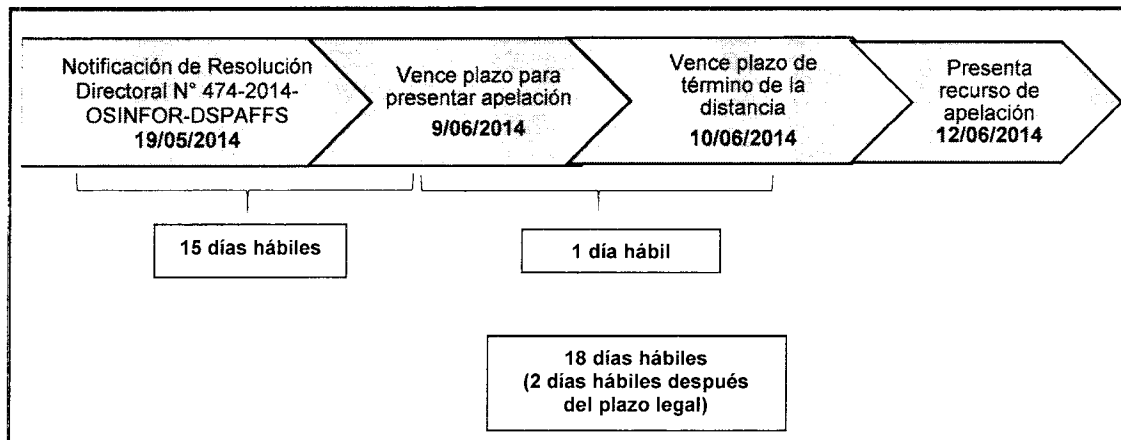 Notificación de Resolución
Directoral N° 474-2014-
OSINFOR-DSPAFFS
19/05/2014
Vence plazo para
presentar apelación
9/06/2014
Vence plazo de
término de la
distancia
10/06/2014
Presenta
recurso de
apelación
12/06/2014
15 días hábiles
1 día hábil
18 días hábiles
(2 días hábiles después
del plazo legal)